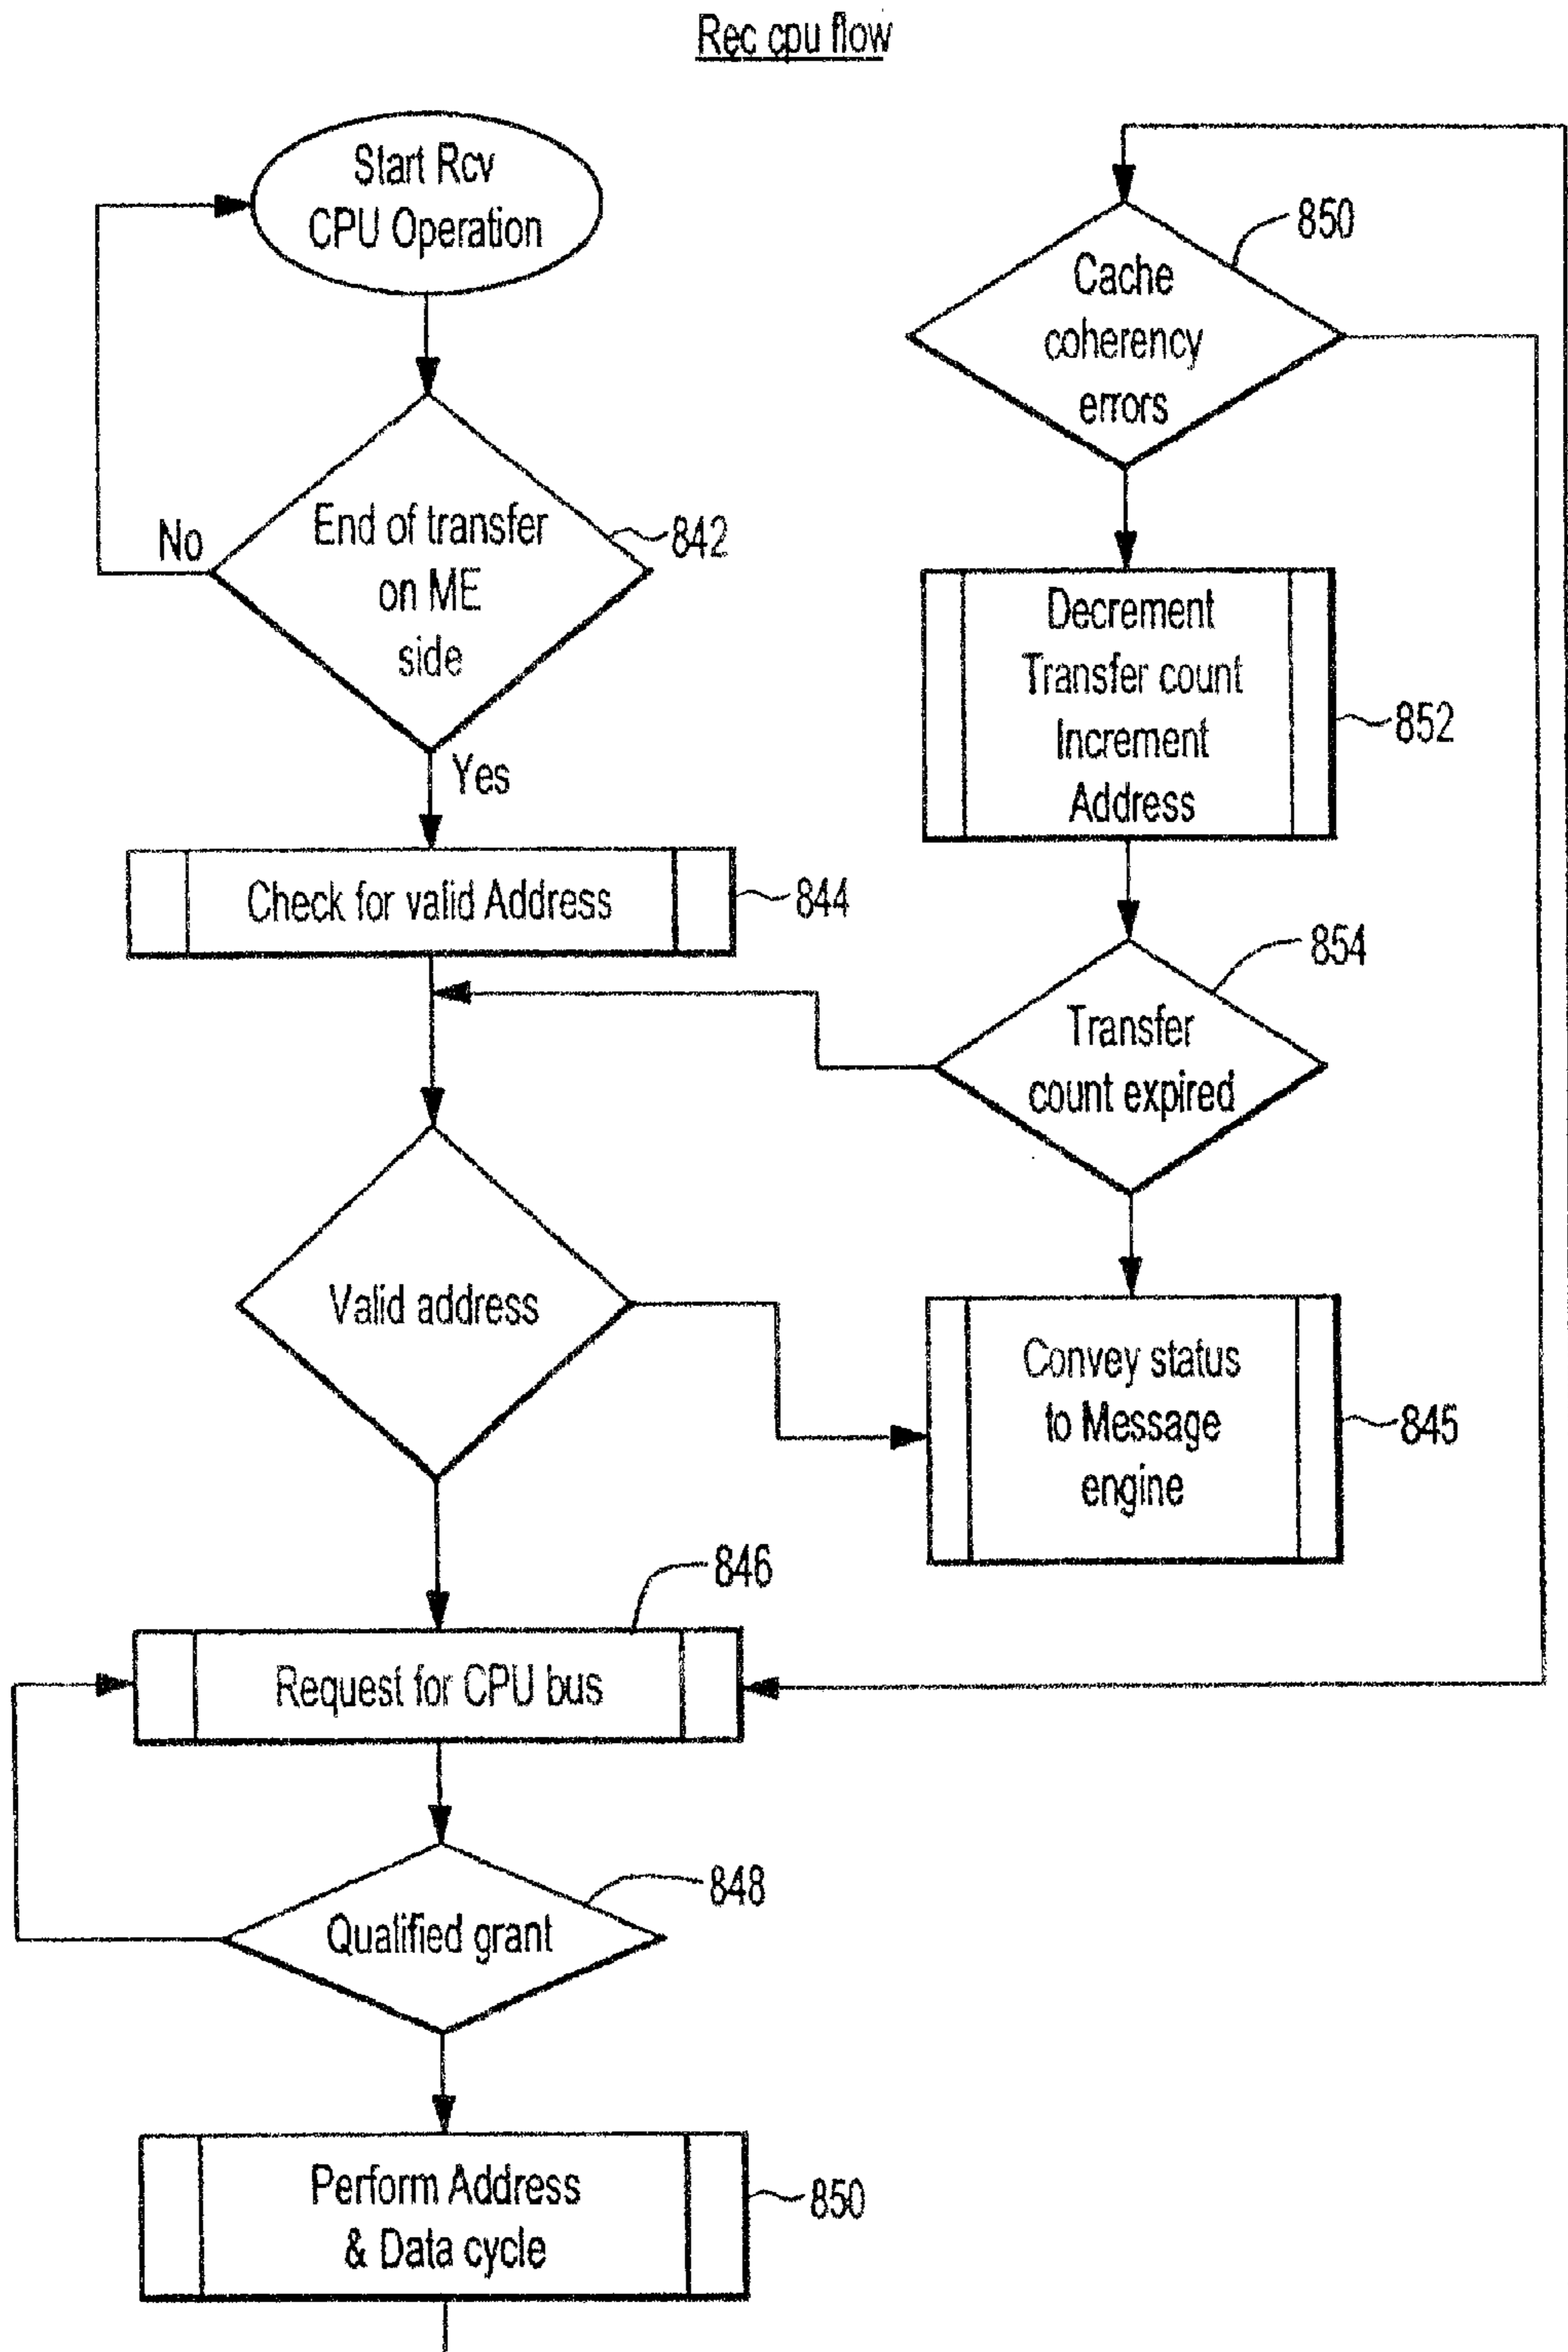 Rec cpu flow
Start Rcv
CPU Operation
No
End of transfer
on ME
side
842
Yes
Check for valid Address
844
Valid address
846
Request for CPU bus
Qualified grant
848
Perform Address
& Data cycle
850
Cache
coherency
errors
850
Decrement
Transfer count
Increment
Address
852
Transfer
count expired
854
Convey status
to Message
engine
845